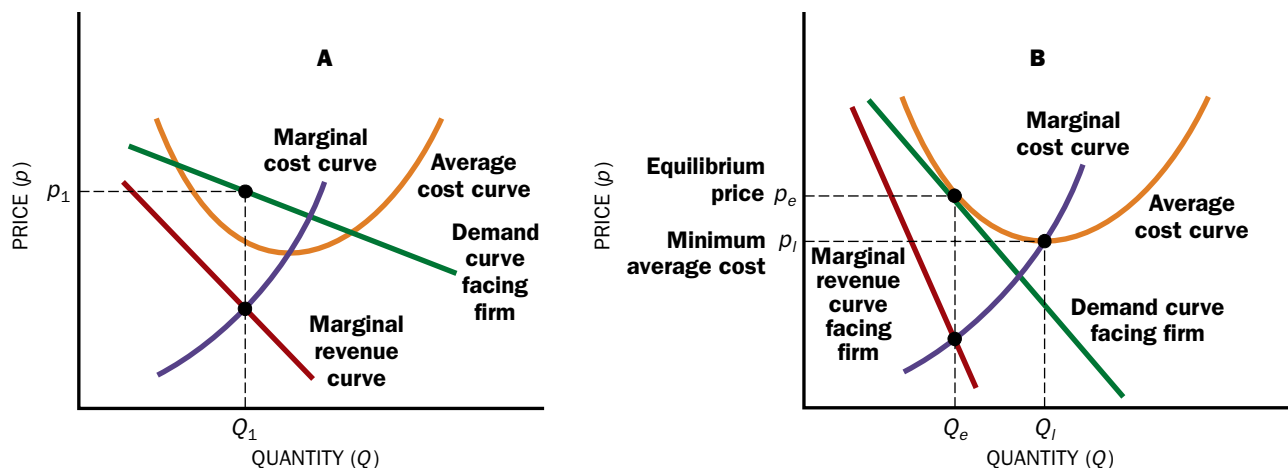 A
PRICE (p)
p1
Marginal
cost curve
Average
cost curve
Demand
curve
facing
firm
Marginal
revenue
curve
Q1
QUANTITY (Q)
B
PRICE (p)
Equilibrium
price
pe
Minimum
average cost
pl
Marginal
revenue
curve
facing
firm
Marginal
cost curve
Average
cost curve
Demand curve
facing firm
Qe
Ql
QUANTITY (Q)